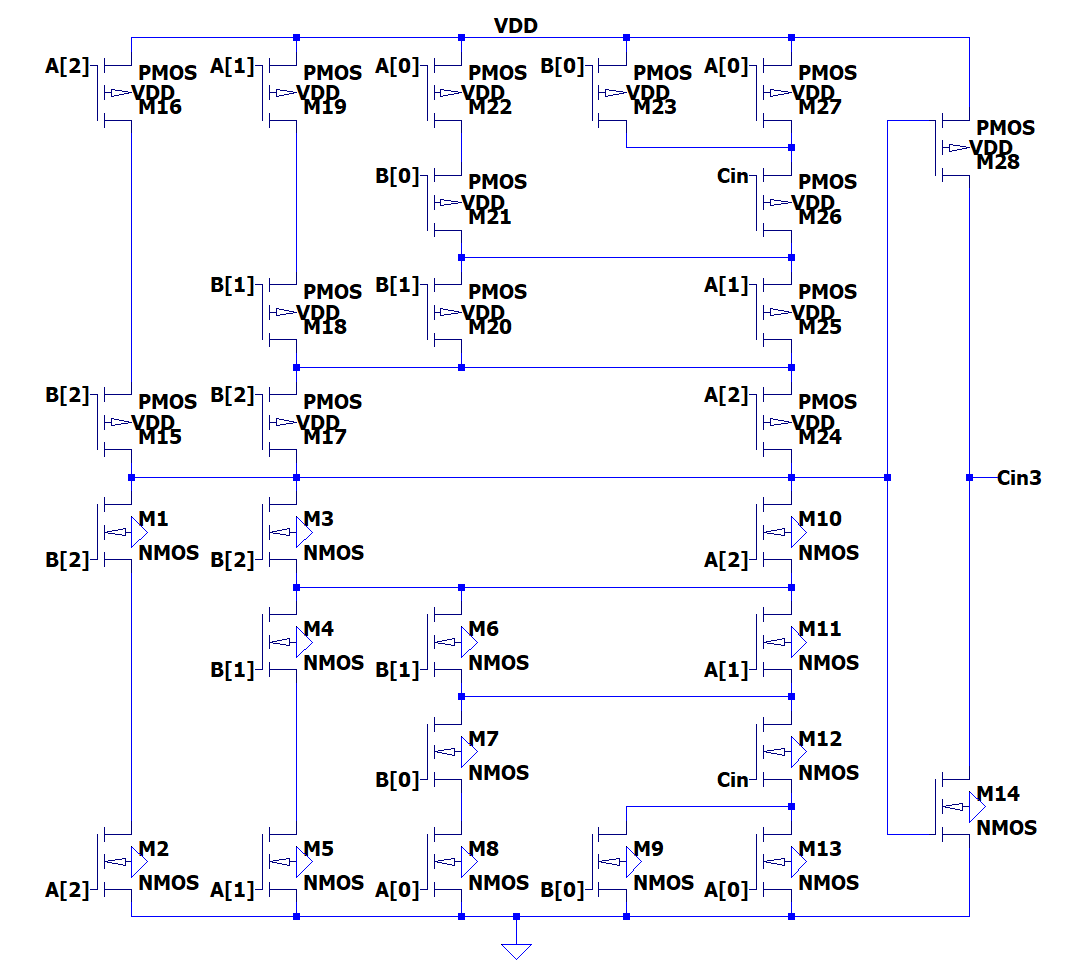 VDD
A[2] PMOS VDD M16
A[1] PMOS VDD M19
A[0] PMOS VDD M22
B[0] PMOS VDD M23
A[0] PMOS VDD M27
PMOS VDD M28
B[0] PMOS VDD M21
Cin PMOS VDD M26
B[1] PMOS VDD M18
B[1] PMOS VDD M20
A[1] PMOS VDD M25
B[2] PMOS VDD M15
B[2] PMOS VDD M17
A[2] PMOS VDD M24
Cin3
M1 NMOS B[2]
M3 NMOS B[2]
M10 NMOS A[2]
M4 NMOS B[1]
M6 NMOS B[1]
M11 NMOS A[1]
M7 NMOS B[0]
M12 NMOS Cin
M14 NMOS
M2 NMOS A[2]
M5 NMOS A[1]
M8 NMOS A[0]
M9 NMOS B[0]
M13 NMOS A[0]